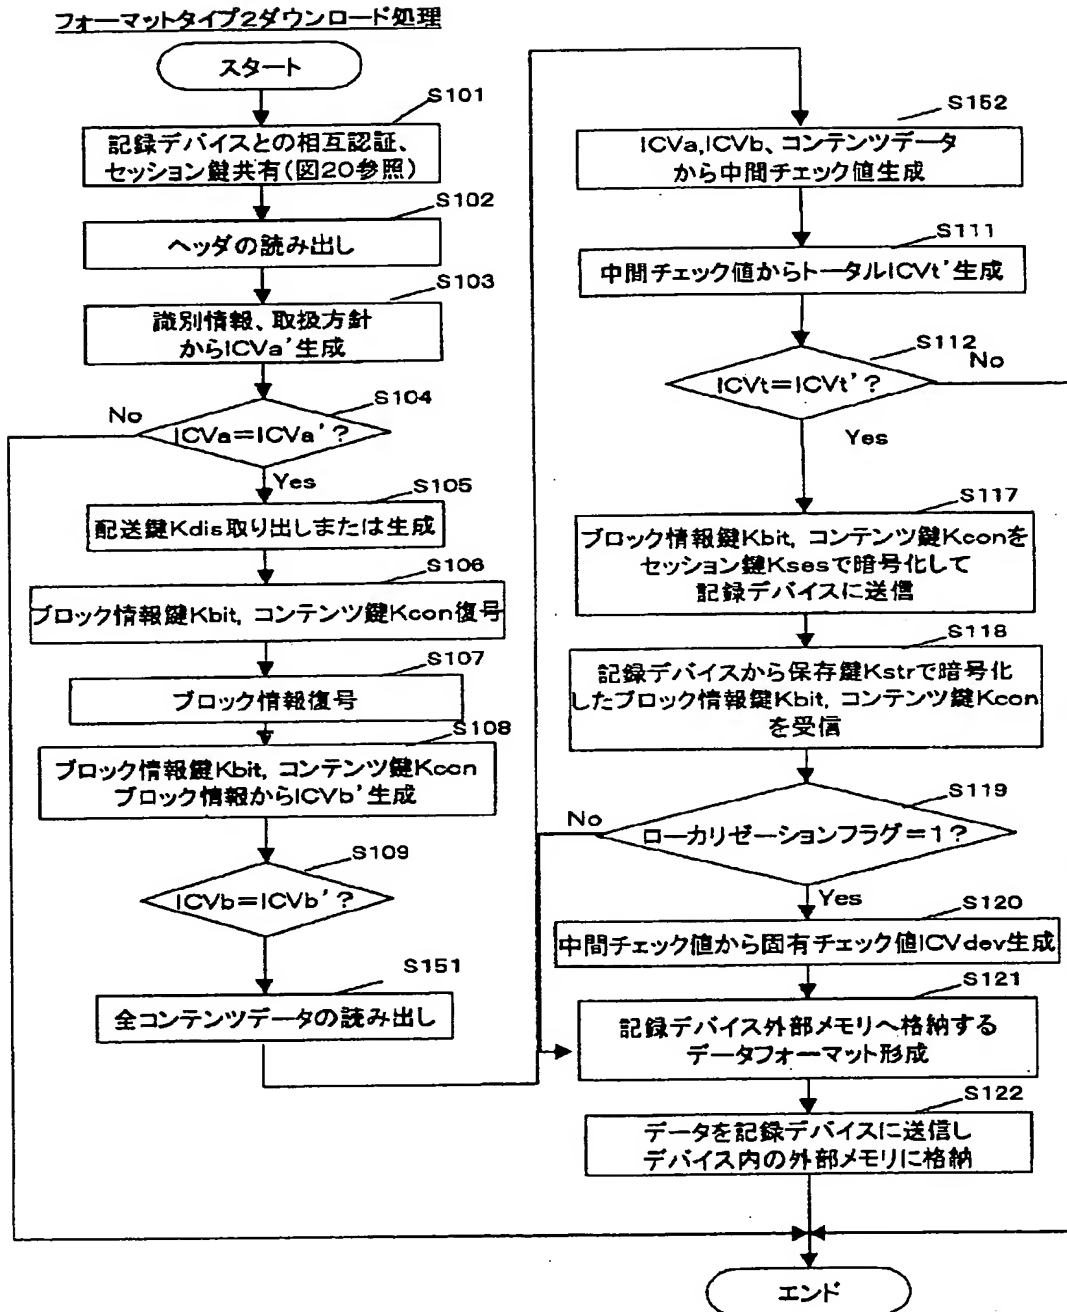 フォーマットタイプ2ダウンロード処理
スタート
S101
記録デバイスとの相互認証、
セッション鍵共有(図20参照)
S102
ヘッダの読み出し
S103
識別情報、取扱方針
からICVa'生成
S104
No
ICVa=ICVa'?
Yes
S105
配送鍵Kdis取り出しまたは生成
S106
ブロック情報鍵Kbit, コンテンツ鍵Kcon復号
S107
ブロック情報復号
S108
ブロック情報鍵Kbit, コンテンツ鍵Kcon
ブロック情報からICVb'生成
S109
ICVb=ICVb'?
S151
全コンテンツデータの読み出し
S152
ICVa,ICVb、コンテンツデータ
から中間チェック値生成
S111
中間チェック値からトータルICVt'生成
S112
No
ICVt=ICVt'?
Yes
S117
ブロック情報鍵Kbit, コンテンツ鍵Kconを
セッション鍵Ksesで暗号化して
記録デバイスに送信
S118
記録デバイスから保存鍵Kstrで暗号化
したブロック情報鍵Kbit, コンテンツ鍵Kcon
を受信
S119
No
ローカリゼーションフラグ=1?
Yes
S120
中間チェック値から固有チェック値ICVdev生成
S121
記録デバイス外部メモリへ格納する
データフォーマット形成
S122
データを記録デバイスに送信し
デバイス内の外部メモリに格納
エンド